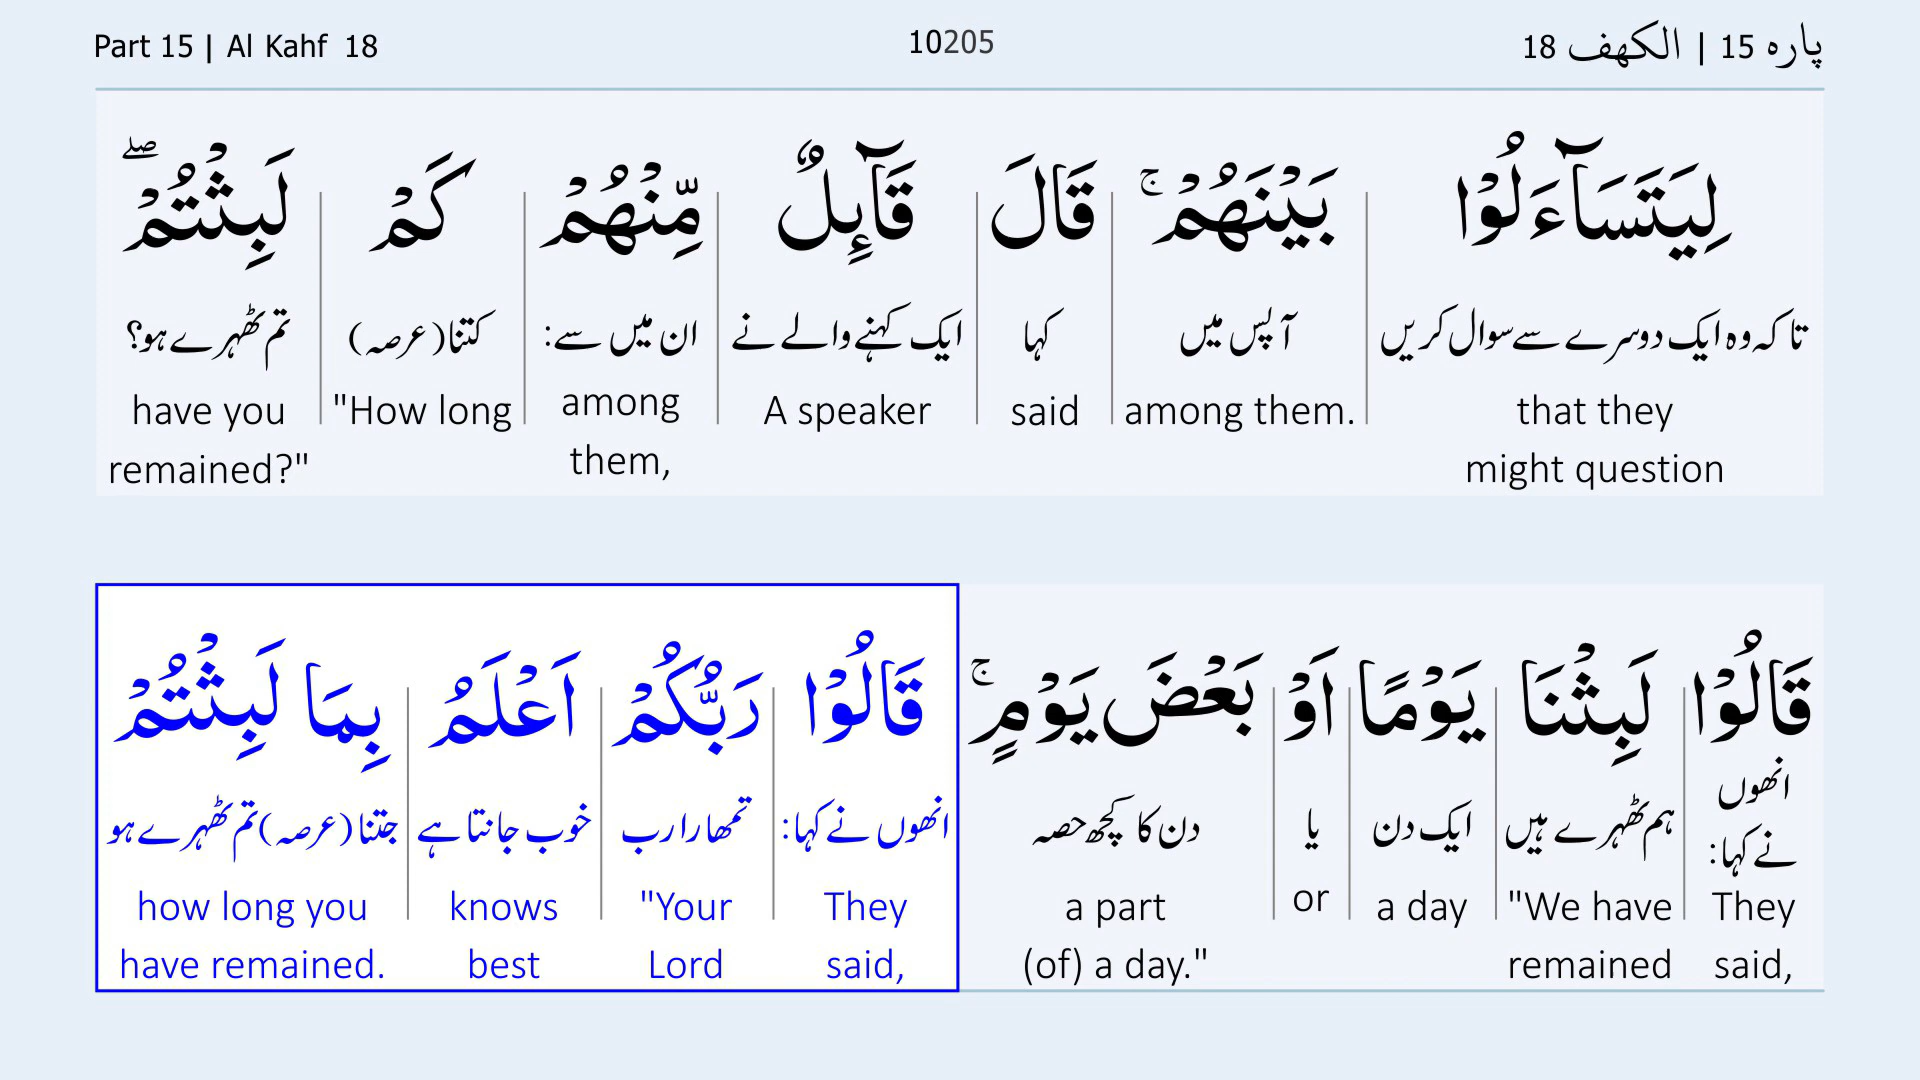 Part 15 | Al Kahf 18
10205
پارہ 15 | الكهف 18
لِيَتَسَآءَلُوْا بَيْنَهُمْ ۚ قَالَ قَآىِٕلٌ مِّنْهُمْ كَمْ لَبِثْتُمْ ۖ
تاکہ وہ ایک دوسرے سے سوال کریں آپس میں کہا ایک کہنے والے نے ان میں سے: کتنا (عرصہ) تم ٹھہرے ہو؟
that they among them. said A speaker among "How long have you
might question them, remained?"
قَالُوْا لَبِثْنَا يَوْمًا اَوْ بَعْضَ يَوْمٍ ۚ قَالُوْا رَبُّكُمْ اَعْلَمُ بِمَا لَبِثْتُمْ
انھوں
نے کہا: ہم ٹھہرے ہیں ایک دن یا دن کا کچھ حصہ انھوں نے کہا: تمھارا رب خوب جانتا ہے جتنا (عرصہ) تم ٹھہرے ہو
They "We have a day or a part They "Your knows how long you
said, remained (of) a day." said, Lord best have remained.